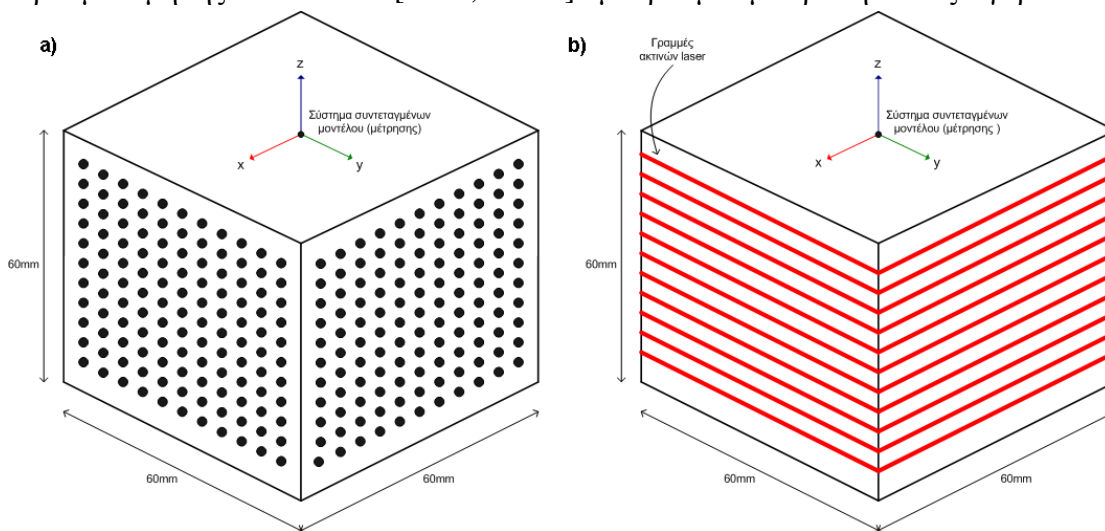 a)
z
Σύστημα συντεταγμένων
μοντέλου (μέτρησης)
x
y
60mm
60mm
60mm
b)
Γραμμές
ακτινών laser
z
Σύστημα συντεταγμένων
μοντέλου (μέτρησης )
x
y
60mm
60mm
60mm